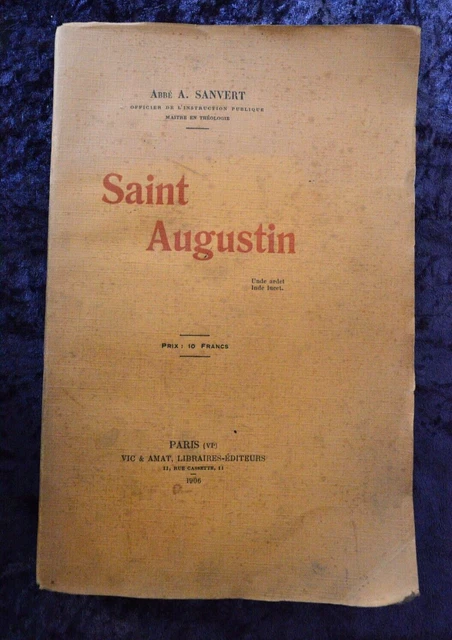 ABBÉ A. SANVERT
OFFICIER DE L'INSTRUCTION PUBLIQUE
MAITRE EN THÉOLOGIE
Saint
Augustin
Unde ardet
Inde lucet.
PRIX : 10 FRANCS
PARIS (VIᵉ)
VIC & AMAT, LIBRAIRES-ÉDITEURS
11, RUE CASSETTE, 11
1906